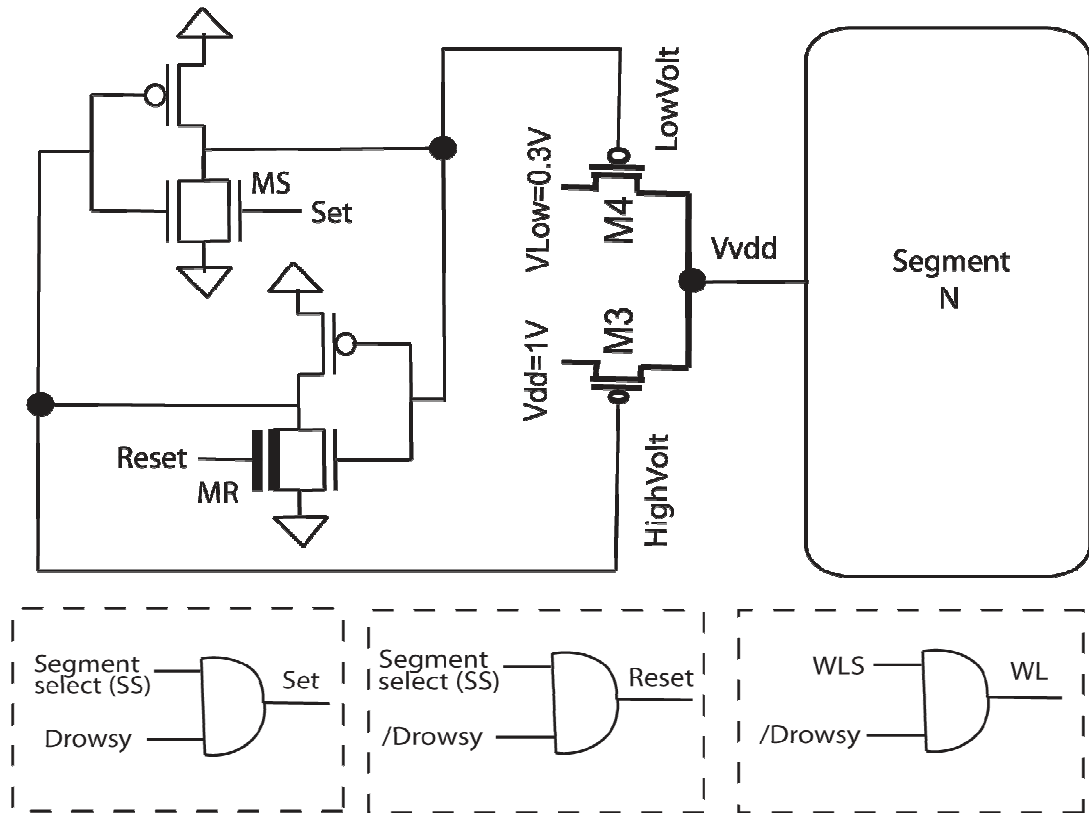 MS
Set
Reset
MR
VLow=0.3V
M4
LowVolt
Vdd=1V
M3
HighVolt
Vvdd
Segment
N
Segment
select (SS)
Drowsy
Set
Segment
select (SS)
/Drowsy
Reset
WLS
/Drowsy
WL